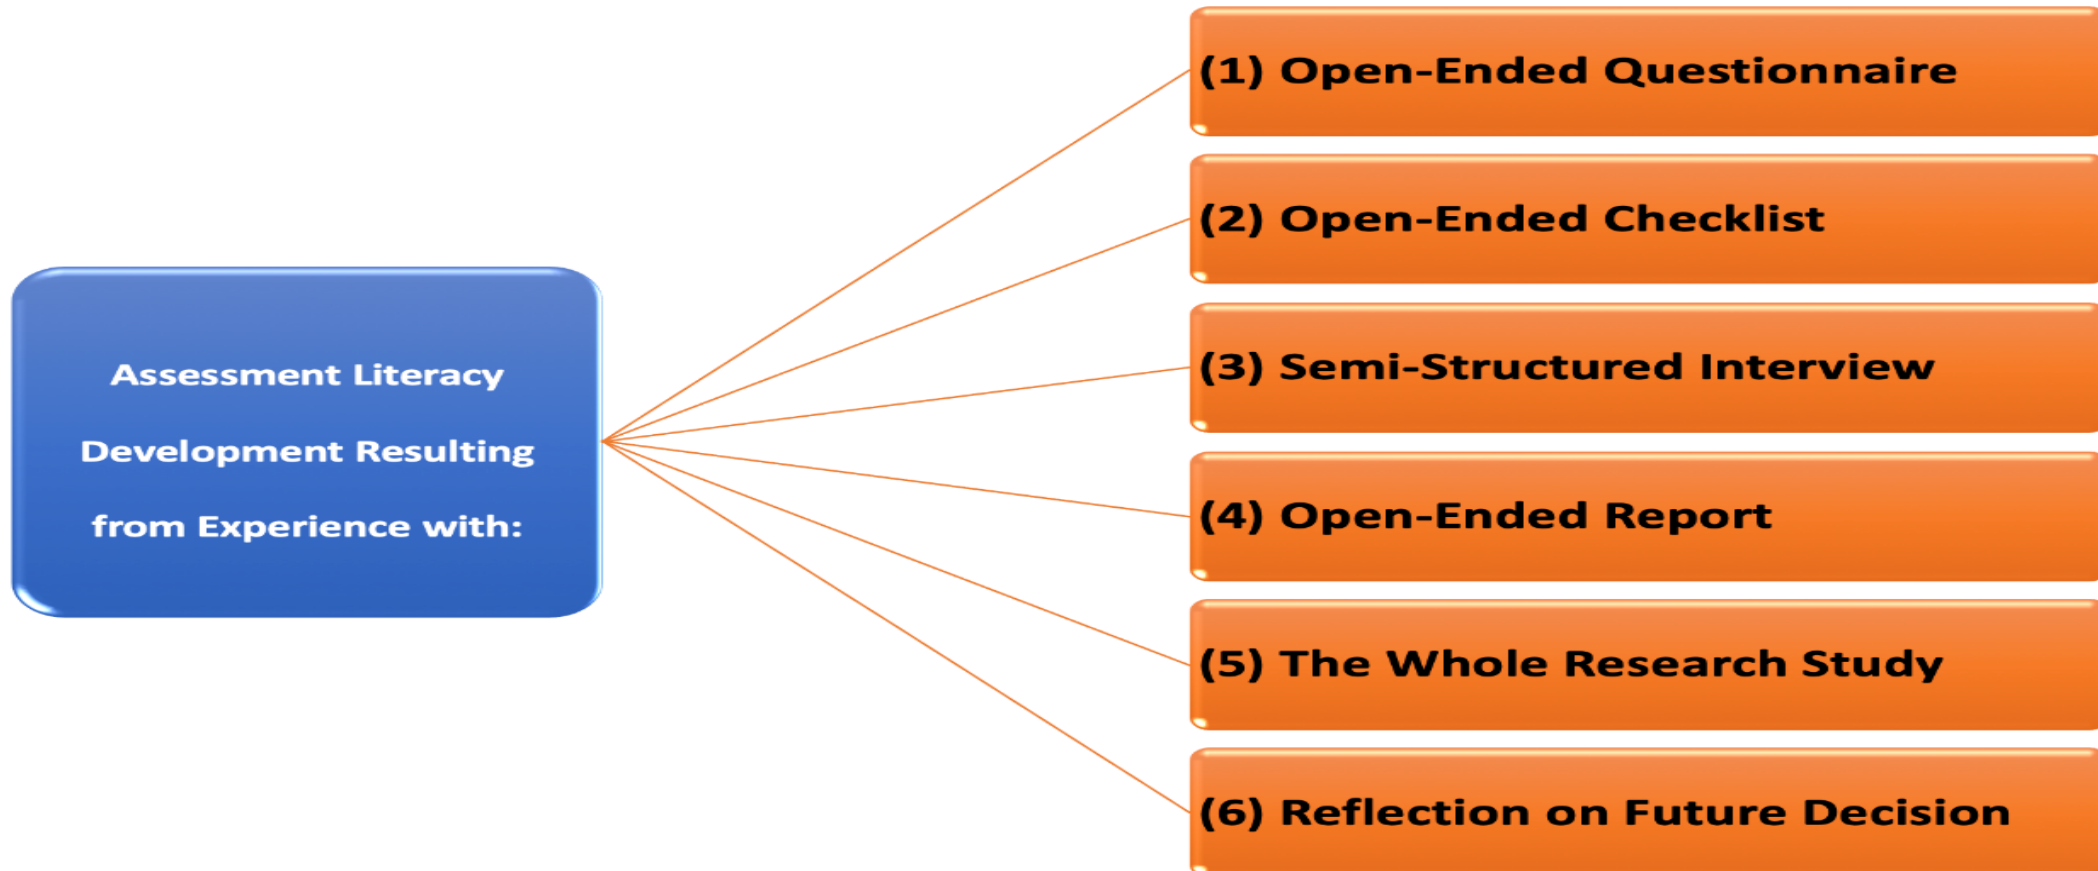 Assessment Literacy
Development Resulting
from Experience with:
(1) Open-Ended Questionnaire
(2) Open-Ended Checklist
(3) Semi-Structured Interview
(4) Open-Ended Report
(5) The Whole Research Study
(6) Reflection on Future Decision